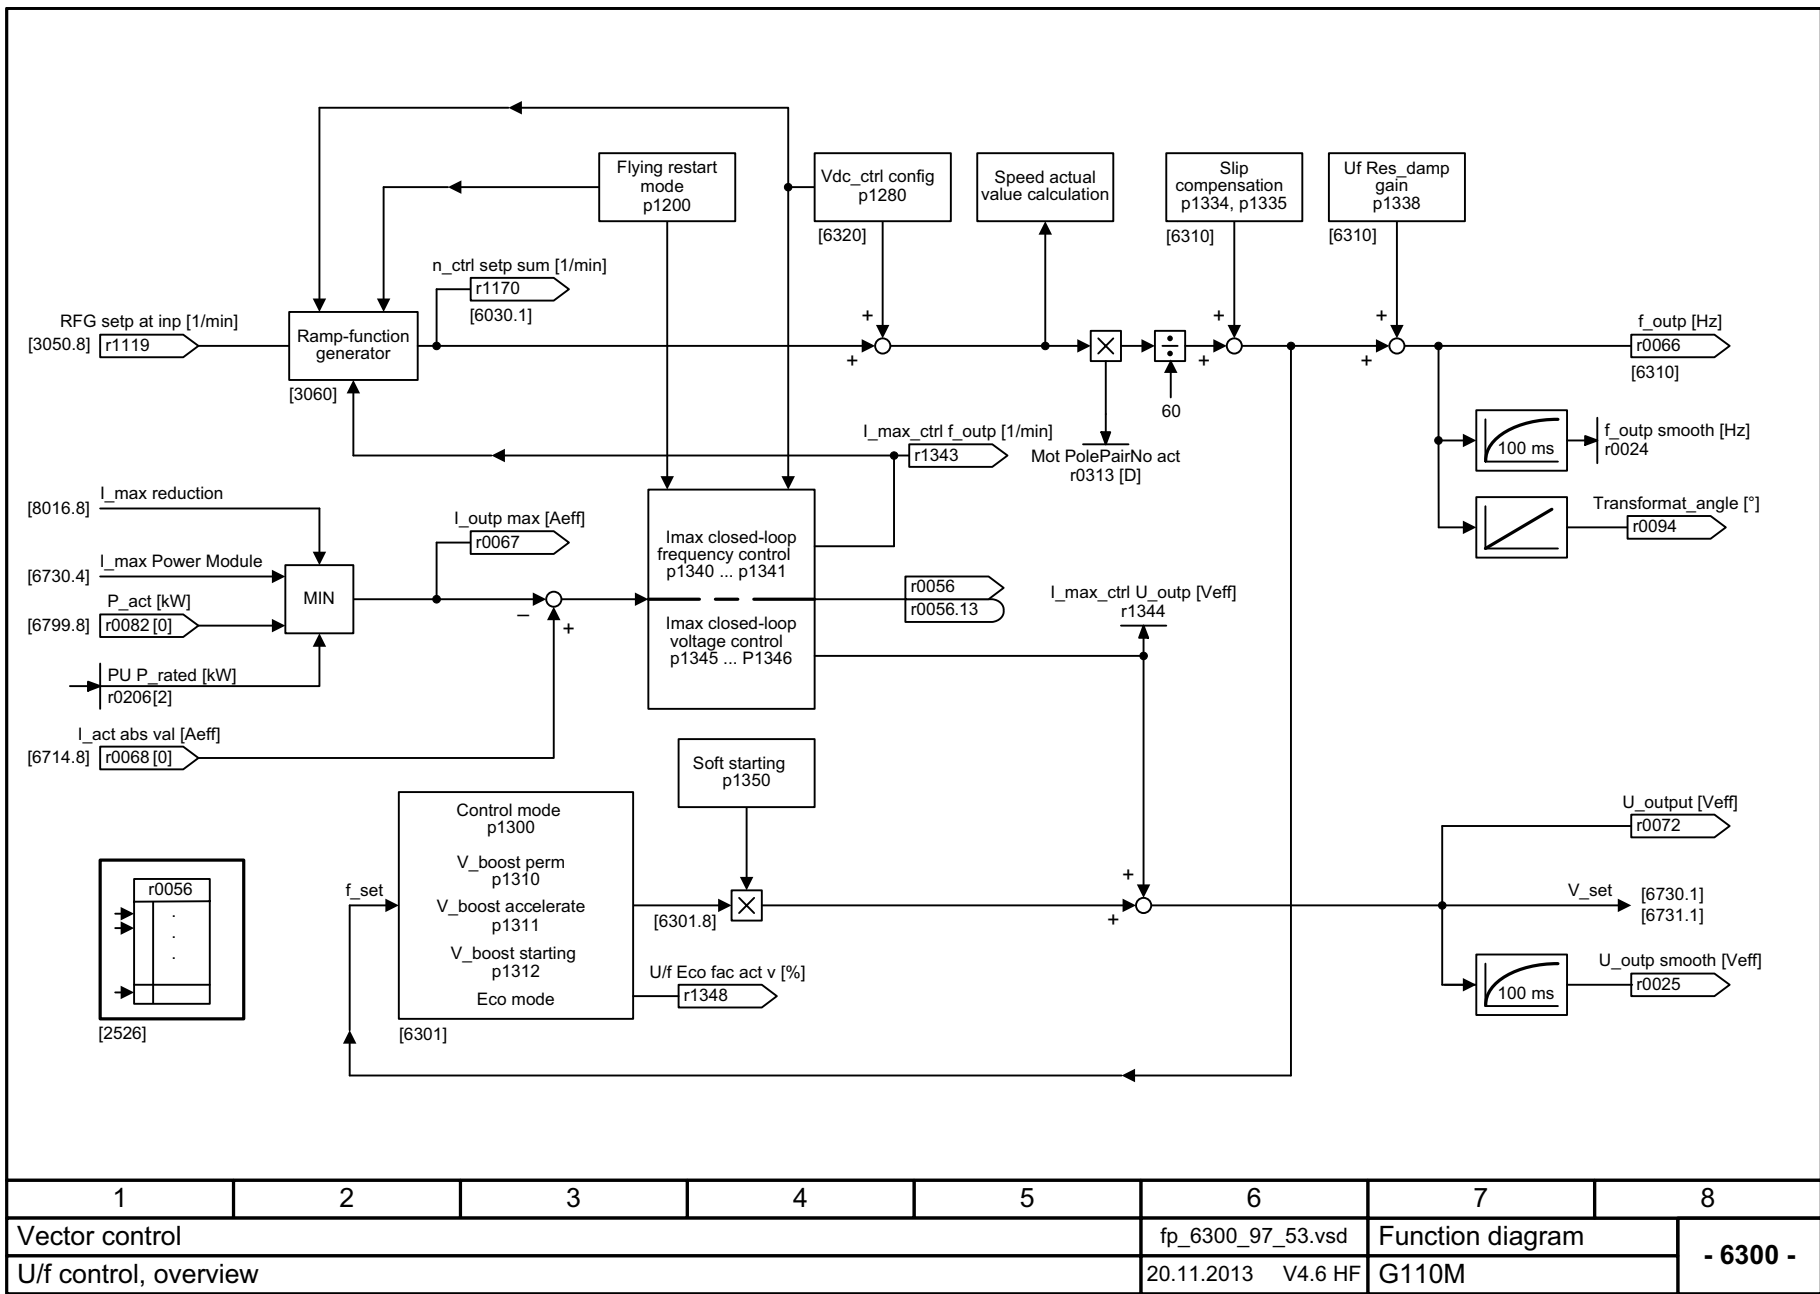 Flying restart
mode
p1200
Vdc_ctrl config
p1280
[6320]
Speed actual
value calculation
Slip
compensation
p1334, p1335
[6310]
Uf Res_damp
gain
p1338
[6310]
n_ctrl setp sum [1/min]
r1170
[6030.1]
RFG setp at inp [1/min]
[3050.8] r1119
Ramp-function
generator
[3060]
+
+
+
+
+
+
60
f_outp [Hz]
r0066
[6310]
I_max_ctrl f_outp [1/min]
r1343
Mot PolePairNo act
r0313 [D]
100 ms
f_outp smooth [Hz]
r0024
Transformat_angle [°]
r0094
I_max reduction
[8016.8]
I_max Power Module
[6730.4]
P_act [kW]
[6799.8] r0082 [0]
PU P_rated [kW]
r0206[2]
I_act abs val [Aeff]
[6714.8] r0068 [0]
MIN
I_outp max [Aeff]
r0067
–
+
Imax closed-loop
frequency control
p1340 ... p1341
Imax closed-loop
voltage control
p1345 ... P1346
r0056
r0056.13
I_max_ctrl U_outp [Veff]
r1344
Soft starting
p1350
Control mode
p1300
V_boost perm
p1310
V_boost accelerate
p1311
V_boost starting
p1312
Eco mode
[6301]
f_set
[6301.8]
U/f Eco fac act v [%]
r1348
+
+
U_output [Veff]
r0072
V_set
[6730.1]
[6731.1]
100 ms
U_outp smooth [Veff]
r0025
r0056
.
.
.
[2526]
1 2 3 4 5 6 7 8
Vector control
fp_6300_97_53.vsd
Function diagram
- 6300 -
U/f control, overview
20.11.2013 V4.6 HF
G110M